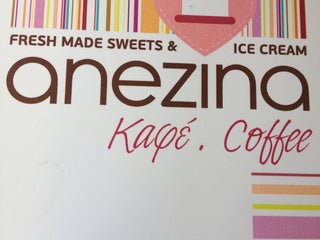 FRESH MADE SWEETS & ICE CREAM
anezina
Καφέ . Coffee